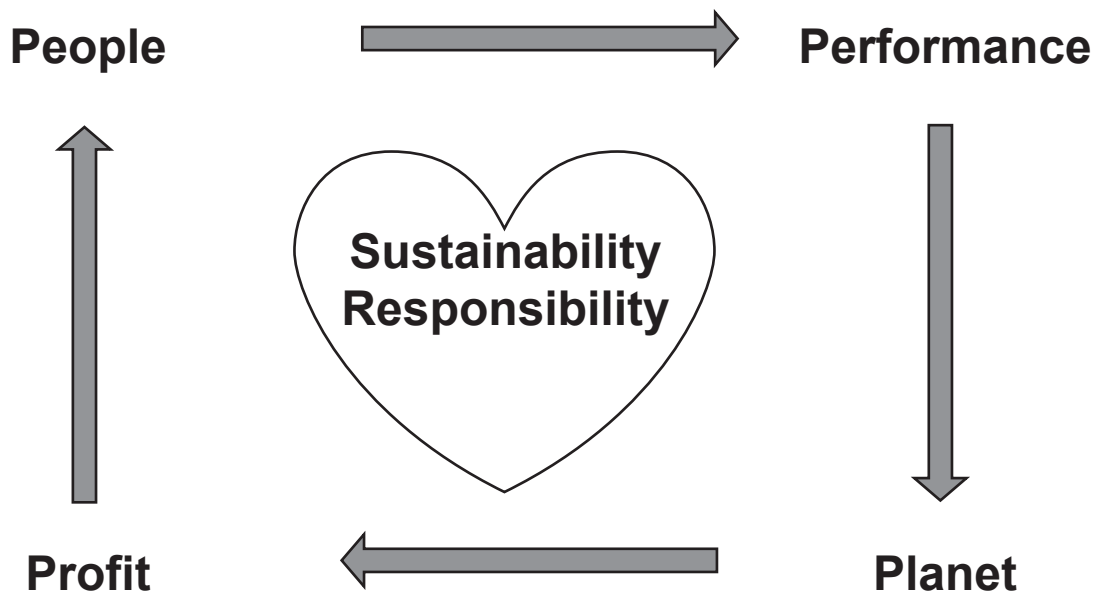 People
Performance
Sustainability
Responsibility
Profit
Planet